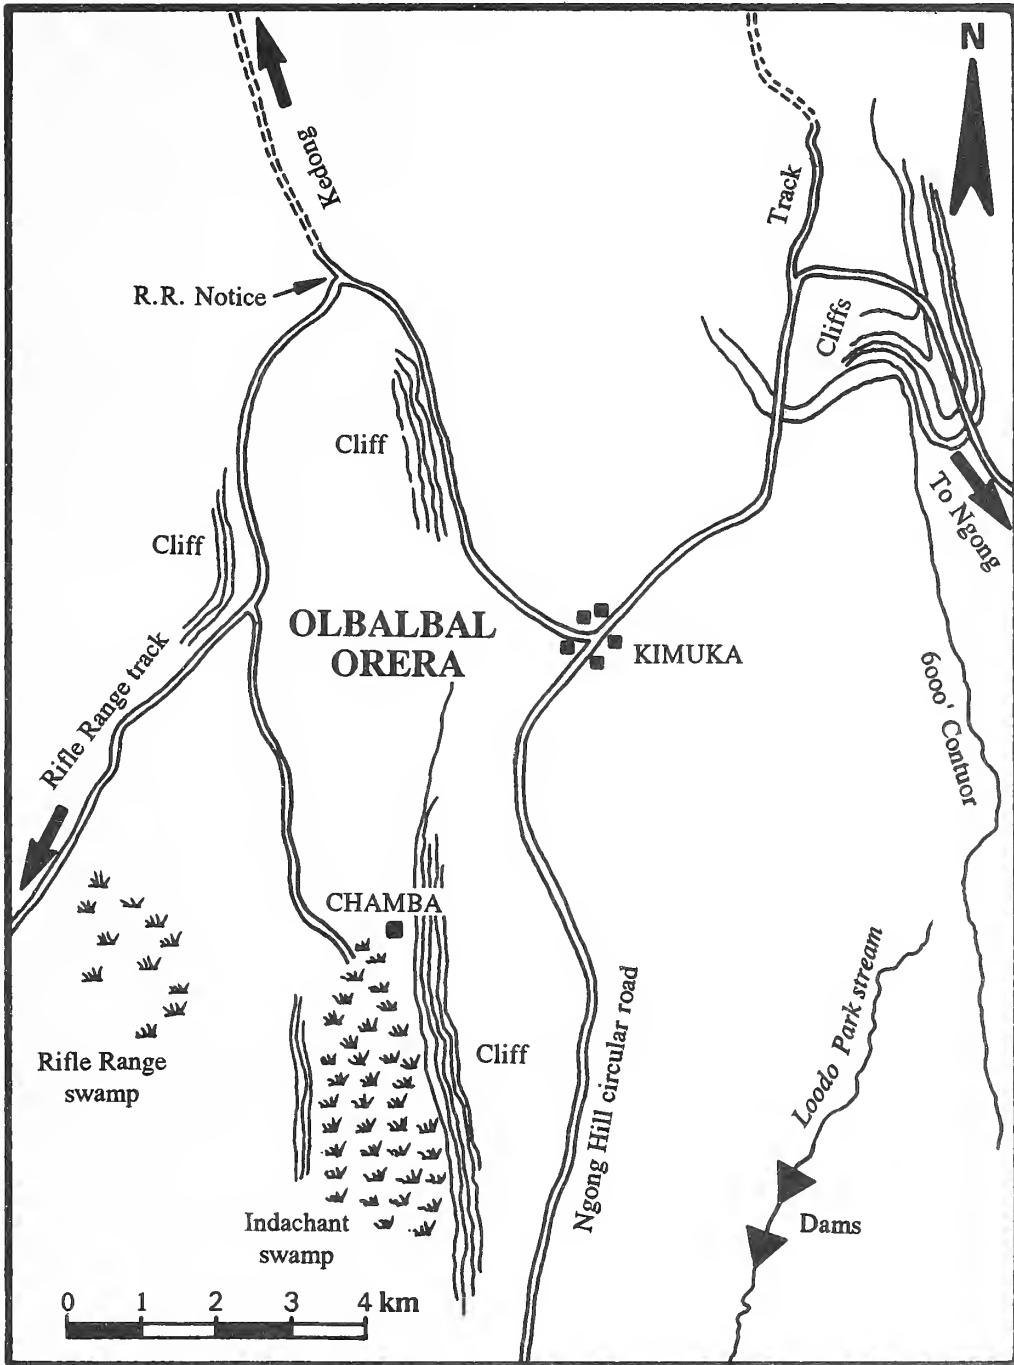 N
Kedong
Track
R.R. Notice
Cliffs
Cliff
To Ngong
Cliff
OLBALBAL
ORERA
KIMUKA
Rifle Range track
6000' Contuor
CHAMBA
Loodo Park stream
Cliff
Ngong Hill circular road
Rifle Range
swamp
Indachant
swamp
Dams
0 1 2 3 4 km